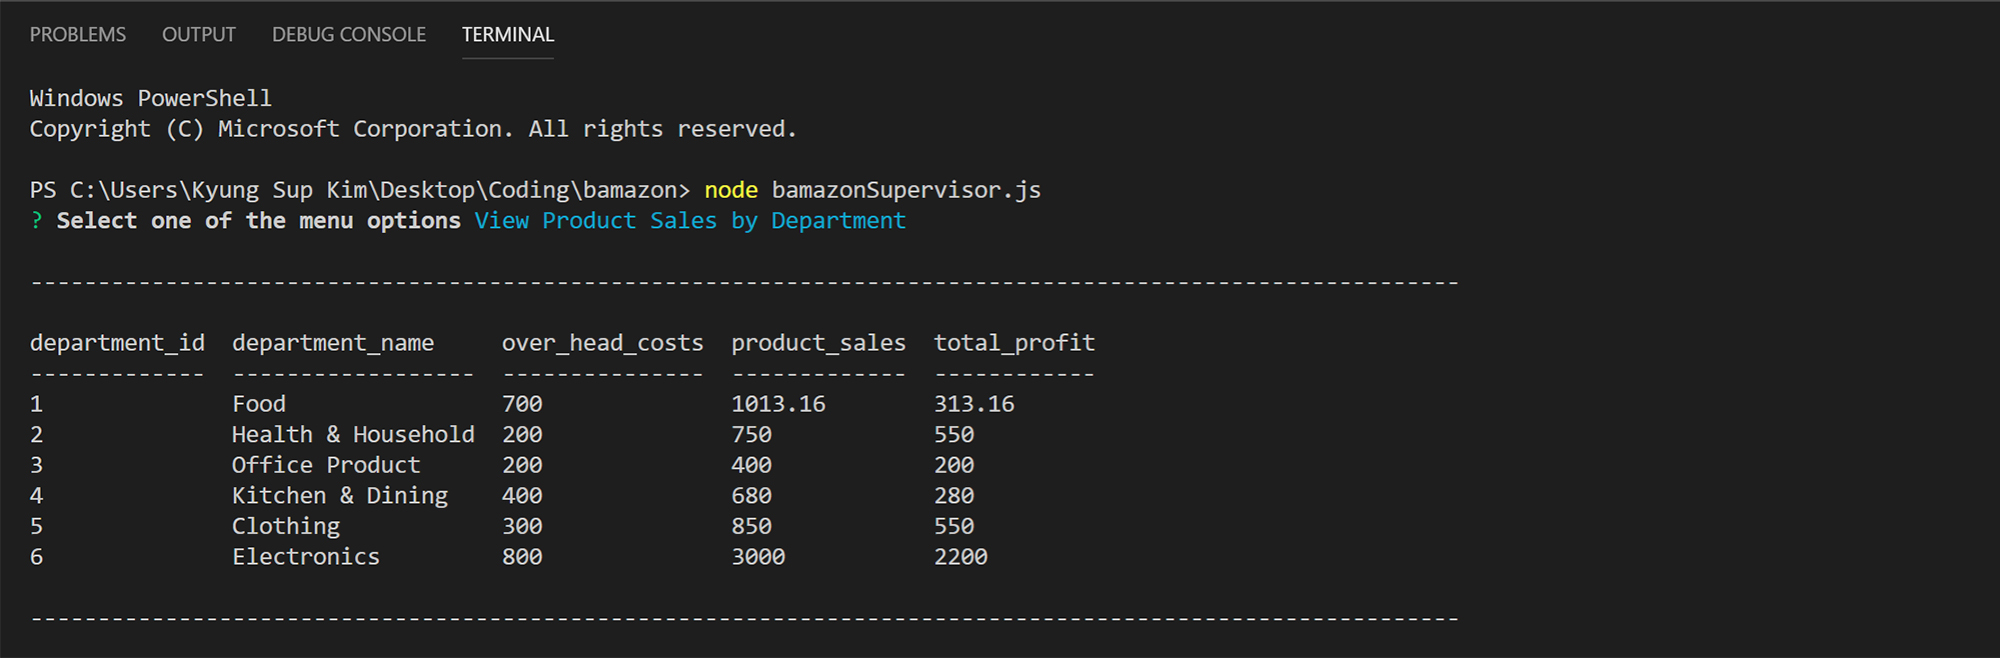 PROBLEMS OUTPUT DEBUG CONSOLE TERMINAL
Windows PowerShell
Copyright (C) Microsoft Corporation. All rights reserved.
PS C:\Users\Kyung Sup Kim\Desktop\Coding\bamazon> node bamazonSupervisor.js
? Select one of the menu options View Product Sales by Department
----------------------------------------------------------------------------------------------------------
department_id  department_name     over_head_costs  product_sales  total_profit
-------------  ------------------  ---------------  -------------  ------------
1              Food                700              1013.16        313.16
2              Health & Household  200              750            550
3              Office Product      200              400            200
4              Kitchen & Dining    400              680            280
5              Clothing            300              850            550
6              Electronics         800              3000           2200
----------------------------------------------------------------------------------------------------------